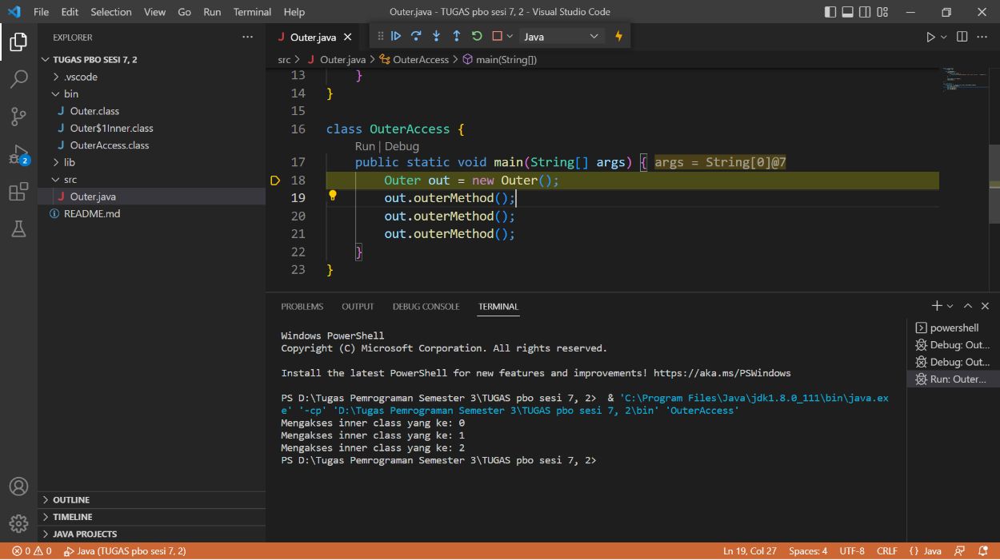 File Edit Selection View Go Run Terminal Help
Outer.java - TUGAS pbo sesi 7, 2 - Visual Studio Code
EXPLORER
TUGAS PBO SESI 7, 2
.vscode
bin
J Outer.class
J Outer$1Inner.class
J OuterAccess.class
lib
src
J Outer.java
README.md
OUTLINE
TIMELINE
JAVA PROJECTS
2
J Outer.java
Java
src > J Outer.java > OuterAccess > main(String[])
13 }
14 }
15
16 class OuterAccess {
Run | Debug
17 public static void main(String[] args) { args = String[0]@7
18 Outer out = new Outer();
19 out.outerMethod();
20 out.outerMethod();
21 out.outerMethod();
22 }
23 }
PROBLEMS OUTPUT DEBUG CONSOLE TERMINAL
Windows PowerShell
Copyright (C) Microsoft Corporation. All rights reserved.
Install the latest PowerShell for new features and improvements! https://aka.ms/PSWindows
PS D:\Tugas Pemrograman Semester 3\TUGAS pbo sesi 7, 2> & 'C:\Program Files\Java\jdk1.8.0_111\bin\java.ex
e' '-cp' 'D:\Tugas Pemrograman Semester 3\TUGAS pbo sesi 7, 2\bin' 'OuterAccess'
Mengakses inner class yang ke: 0
Mengakses inner class yang ke: 1
Mengakses inner class yang ke: 2
PS D:\Tugas Pemrograman Semester 3\TUGAS pbo sesi 7, 2>
powershell
Debug: Out...
Debug: Out...
Run: Outer...
0 0 Java (TUGAS pbo sesi 7, 2)
Ln 19, Col 27 Spaces: 4 UTF-8 CRLF {} Java